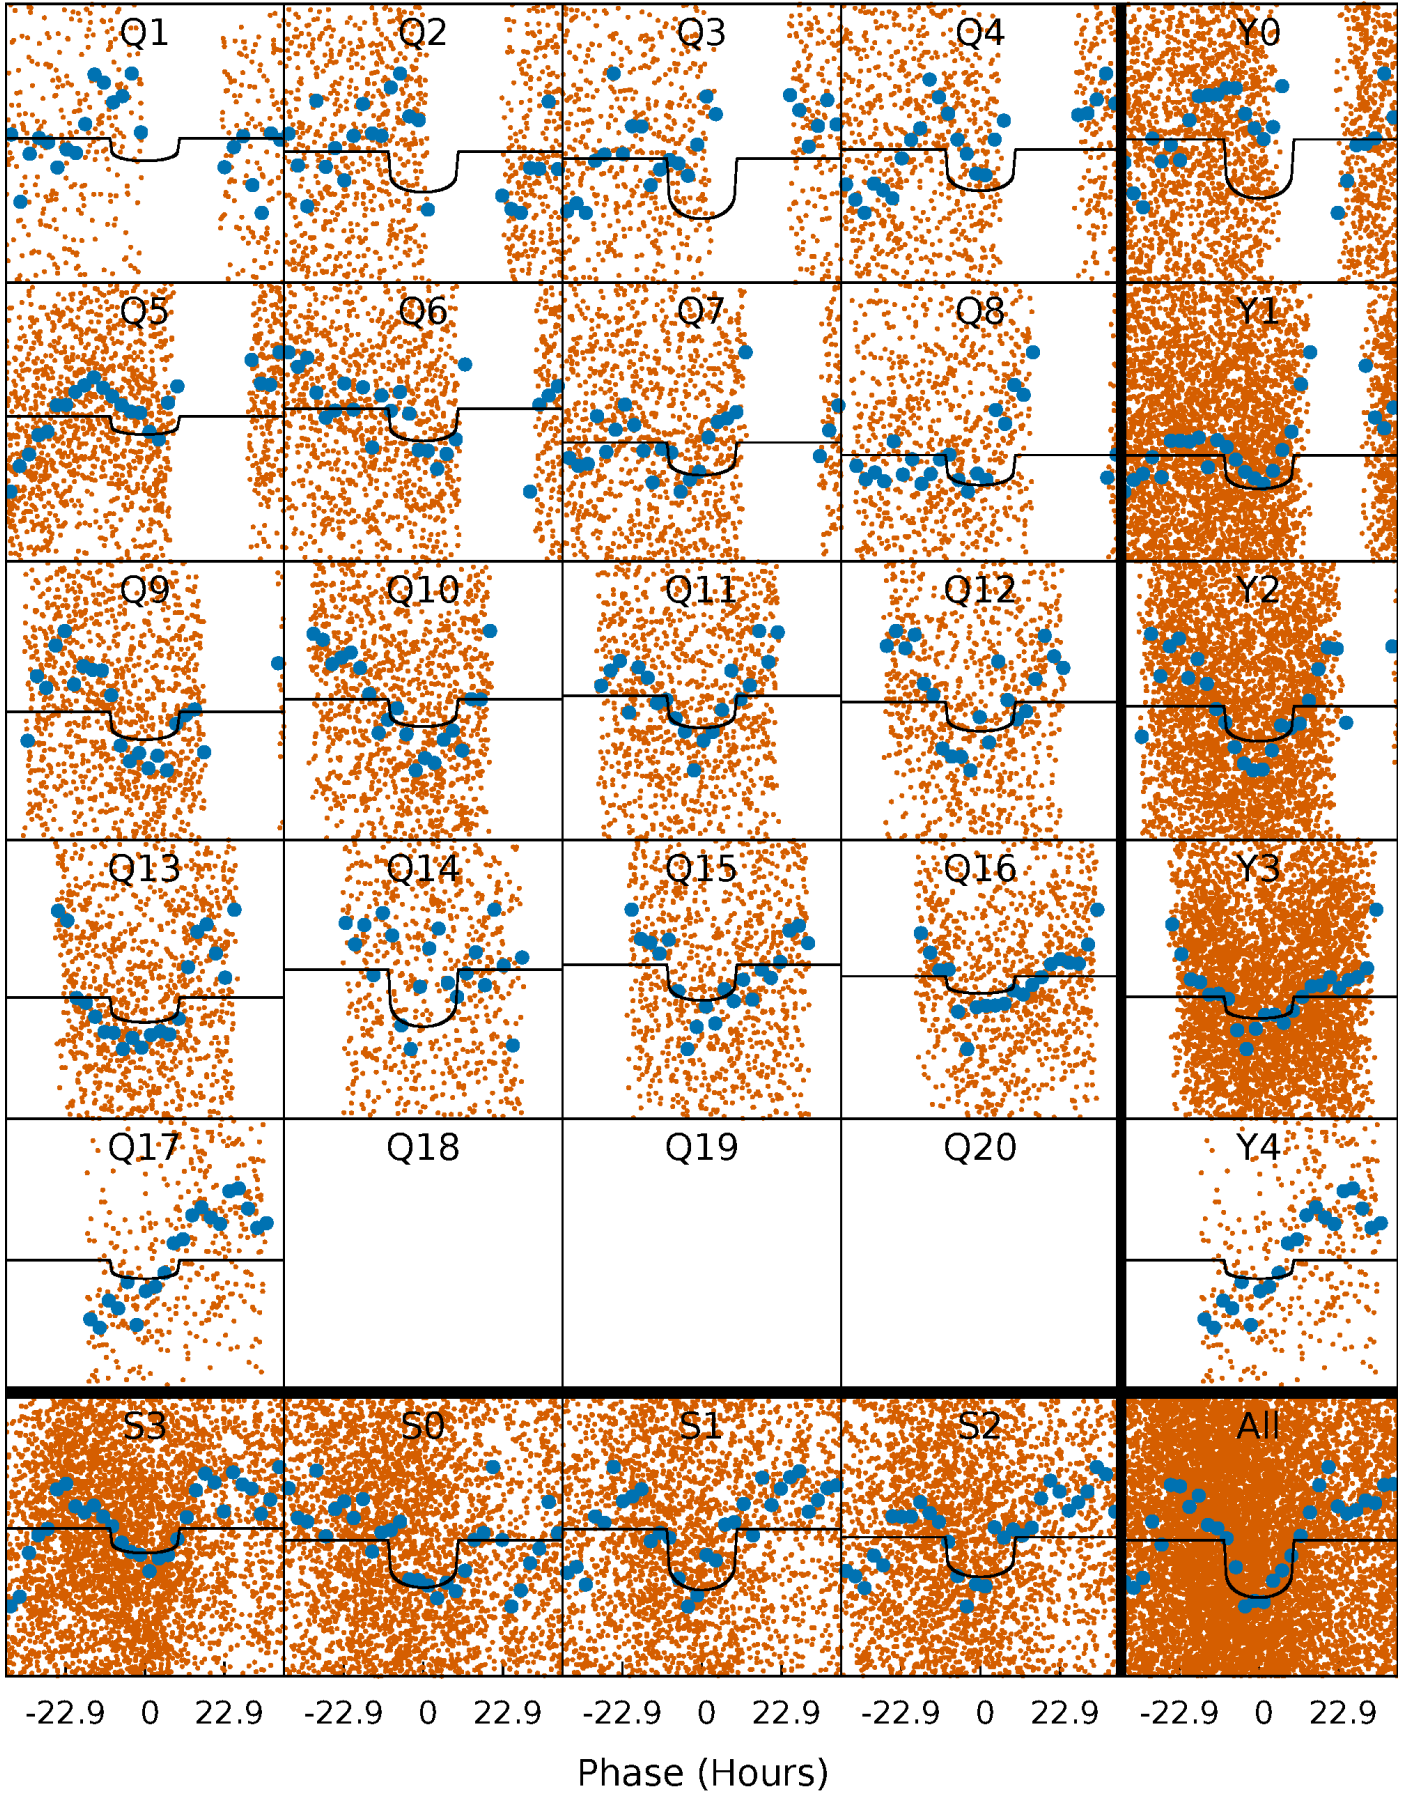 Q1 Q2 Q3 Q4 Y0
Q5 Q6 Q7 Q8 Y1
Q9 Q10 Q11 Q12 Y2
Q13 Q14 Q15 Q16 Y3
Q17 Q18 Q19 Q20 Y4
S3 S0 S1 S2 All
-22.9 0 22.9 -22.9 0 22.9 -22.9 0 22.9 -22.9 0 22.9 -22.9 0 22.9
Phase (Hours)